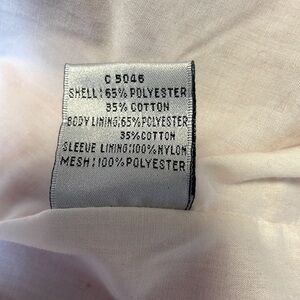 C 5046
SHELL:65% POLYESTER
35% COTTON
BODY LINING:65%POLYESTER
35%COTTON
SLEEVE LINING:100%NYLON
MESH:100%POLYESTER